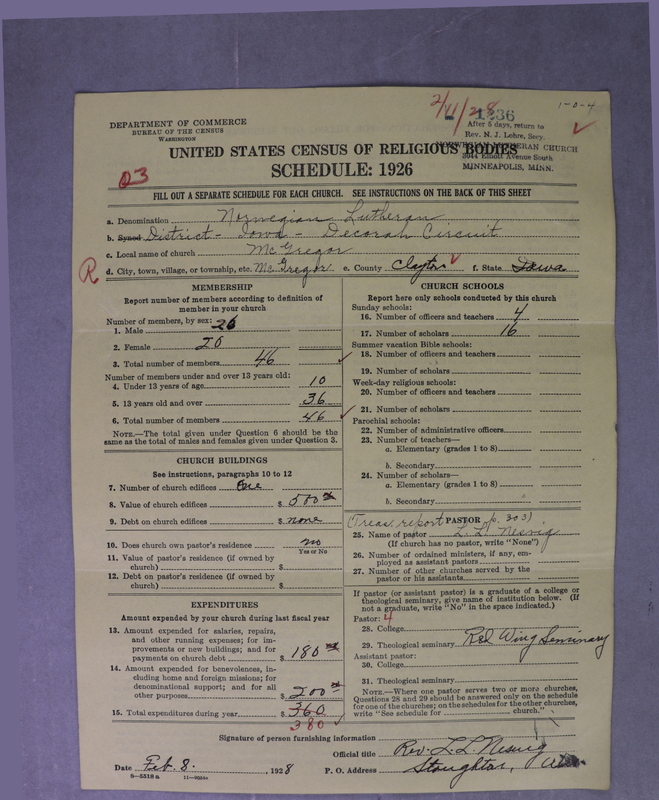 2/11/28 1236 1-0-4
DEPARTMENT OF COMMERCE
BUREAU OF THE CENSUS
WASHINGTON
After 5 days, return to
Rev. N. J. Lohre, Secy.
NORWEGIAN LUTHERAN CHURCH
2044 Elliott Avenue South
MINNEAPOLIS, MINN.
UNITED STATES CENSUS OF RELIGIOUS BODIES
SCHEDULE: 1926
03
FILL OUT A SEPARATE SCHEDULE FOR EACH CHURCH. SEE INSTRUCTIONS ON THE BACK OF THIS SHEET
a. Denomination Norwegian Lutheran
b. Synod District - Iowa - Decorah Circuit
c. Local name of church McGregor
R
d. City, town, village, or township, etc. McGregor e. County Clayton f. State Iowa
MEMBERSHIP
Report number of members according to definition of
member in your church
Number of members, by sex:
1. Male 26
2. Female 20
3. Total number of members 46
Number of members under and over 13 years old:
4. Under 13 years of age 10
5. 13 years old and over 36
6. Total number of members 46
NOTE.—The total given under Question 6 should be the
same as the total of males and females given under Question 3.
CHURCH BUILDINGS
See instructions, paragraphs 10 to 12
7. Number of church edifices One
8. Value of church edifices $ 500
9. Debt on church edifices $ none
10. Does church own pastor's residence no
Yes or No
11. Value of pastor's residence (if owned by
church) $
12. Debt on pastor's residence (if owned by
church) $
EXPENDITURES
Amount expended by your church during last fiscal year
13. Amount expended for salaries, repairs,
and other running expenses; for im-
provements or new building; and for
payments on church debt $ 180
14. Amount expended for benevolences, in-
cluding home and foreign missions; for
denominational support; and for all
other purposes $ 200
15. Total expenditures during year $ 360
380
CHURCH SCHOOLS
Report here only schools conducted by this church
Sunday schools:
16. Number of officers and teachers 4
17. Number of scholars 16
Summer vacation Bible schools:
18. Number of officers and teachers
19. Number of scholars
Week-day religious schools:
20. Number of officers and teachers
21. Number of scholars
Parochial schools:
22. Number of administrative officers
23. Number of teachers—
a. Elementary (grades 1 to 8)
b. Secondary
24. Number of scholars—
a. Elementary (grades 1 to 8)
b. Secondary
(Treas. report PASTOR p. 303)
25. Name of pastor L. L. Nesvig
(If church has no pastor, write "None")
26. Number of ordained ministers, if any, em-
ployed as assistant pastors
27. Number of other churches served by the
pastor or his assistants
If pastor (or assistant pastor) is a graduate of a college or
theological seminary, give name of institution below. (If
not a graduate, write "No" in the space indicated.)
Pastor: 4
28. College
29. Theological seminary Red Wing Seminary
Assistant pastor:
30. College
31. Theological seminary
NOTE.—Where one pastor serves two or more churches,
Questions 28 and 29 should be answered only on the schedule
for one of the churches; on the schedules for the other churches,
write "See schedule for church."
Signature of person furnishing information
Official title Rev. L. L. Nesvig
Date Feb. 8., 1928 P. O. Address Stoughton, Wis.
8—5518 a 11—9534